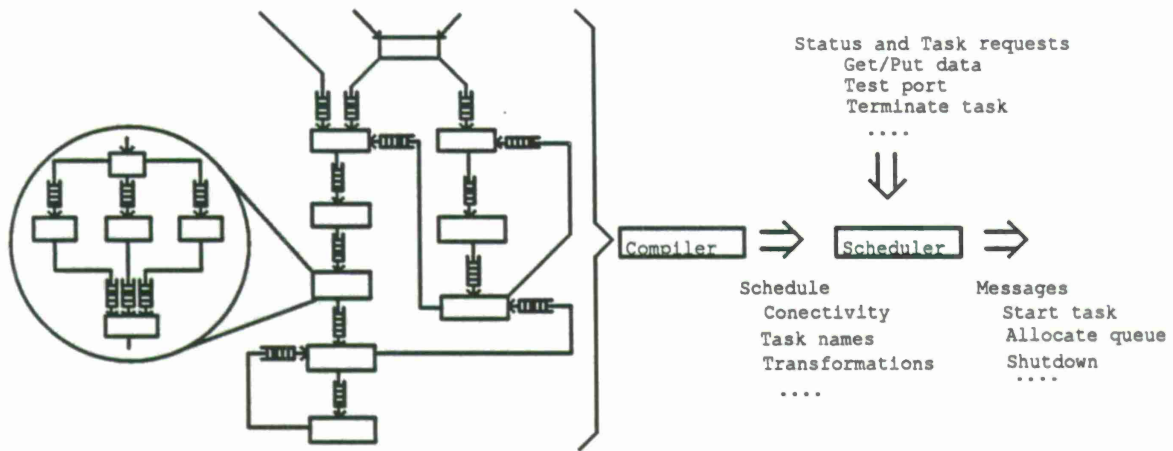 Status and Task requests
Get/Put data
Test port
Terminate task
....
Compiler
Scheduler
Schedule
Conectivity
Task names
Transformations
....
Messages
Start task
Allocate queue
Shutdown
....